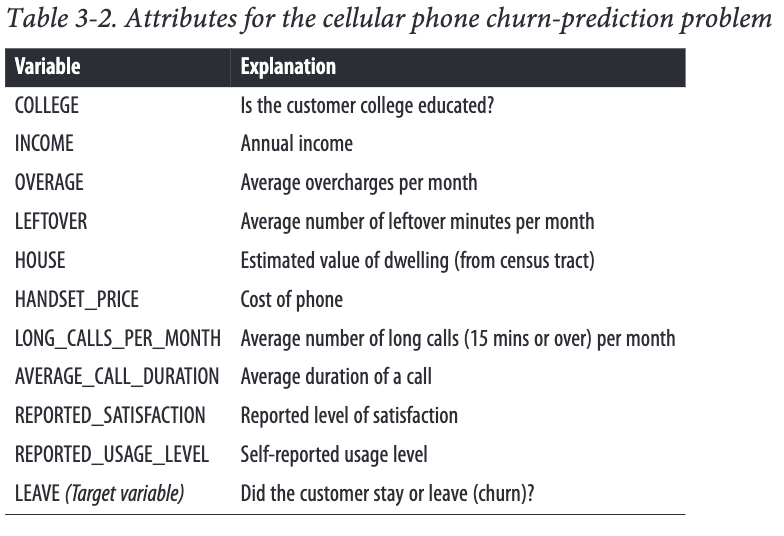 Table 3-2. Attributes for the cellular phone churn-prediction problem
Variable Explanation
COLLEGE Is the customer college educated?
INCOME Annual income
OVERAGE Average overcharges per month
LEFTOVER Average number of leftover minutes per month
HOUSE Estimated value of dwelling (from census tract)
HANDSET_PRICE Cost of phone
LONG_CALLS_PER_MONTH Average number of long calls (15 mins or over) per month
AVERAGE_CALL_DURATION Average duration of a call
REPORTED_SATISFACTION Reported level of satisfaction
REPORTED_USAGE_LEVEL Self-reported usage level
LEAVE (Target variable) Did the customer stay or leave (churn)?